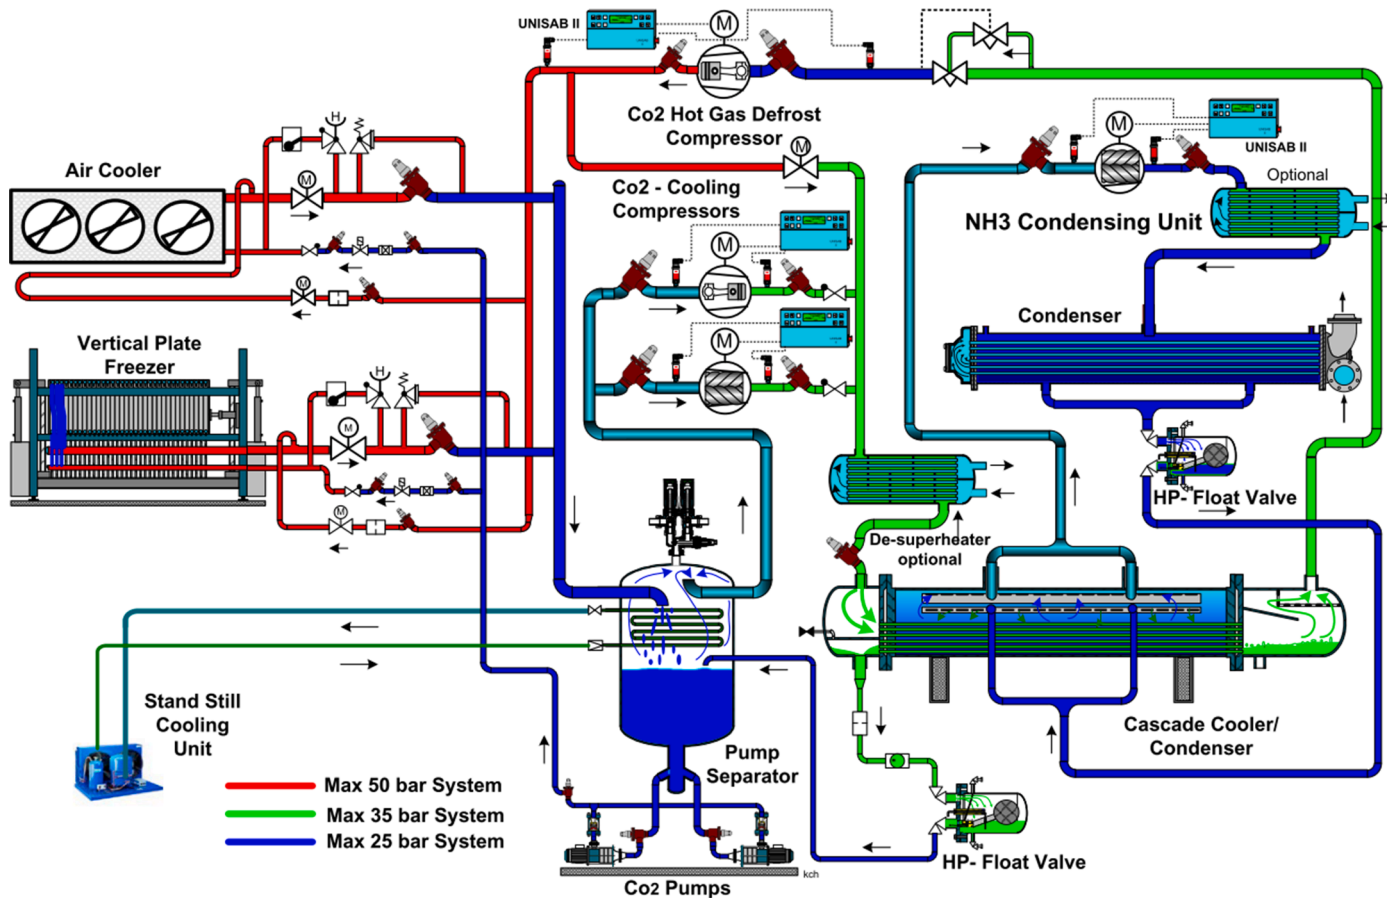 UNISAB II
M
Co2 Hot Gas Defrost
Compressor
M
UNISAB II
H
Air Cooler
M
M
Optional
Co2 - Cooling
Compressors
NH3 Condensing Unit
M
S
M
Condenser
M
Vertical Plate
Freezer
H
M
S
HP- Float Valve
M
De-superheater
optional
Stand Still
Cooling
Unit
Pump
Separator
Cascade Cooler/
Condenser
Max 50 bar System
Max 35 bar System
Max 25 bar System
HP- Float Valve
kch
Co2 Pumps